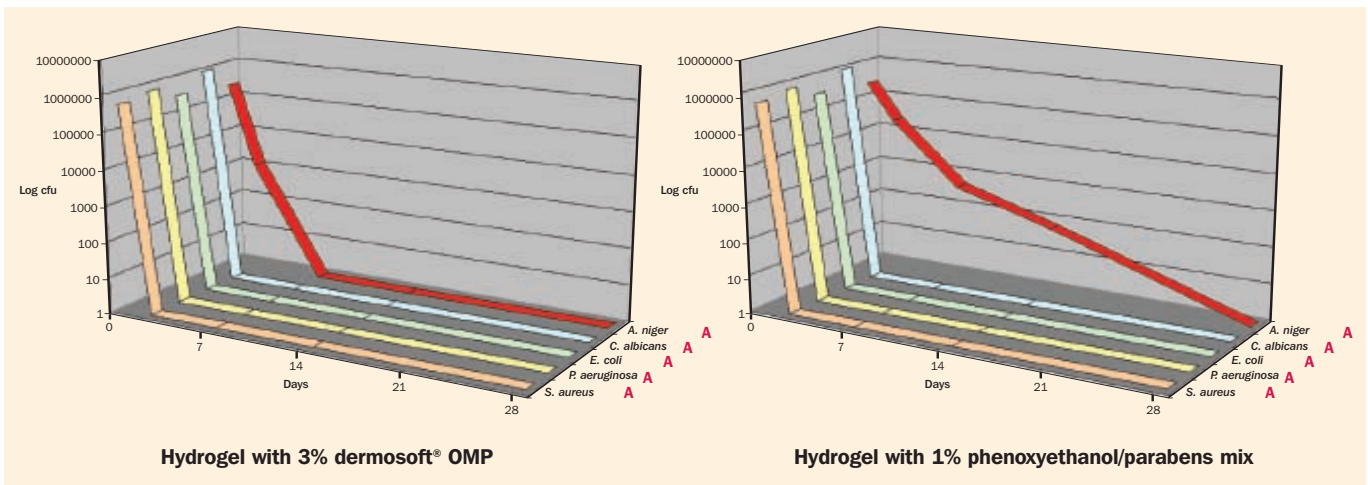 10000000
1000000
100000
10000
Log cfu
1000
100
10
1
0
7
14
21
28
Days
A. niger A
C. albicans A
E. coli A
P. aeruginosa A
S. aureus A
Hydrogel with 3% dermosoft® OMP
10000000
1000000
100000
10000
Log cfu
1000
100
10
1
0
7
14
21
28
Days
A. niger A
C. albicans A
E. coli A
P. aeruginosa A
S. aureus A
Hydrogel with 1% phenoxyethanol/parabens mix